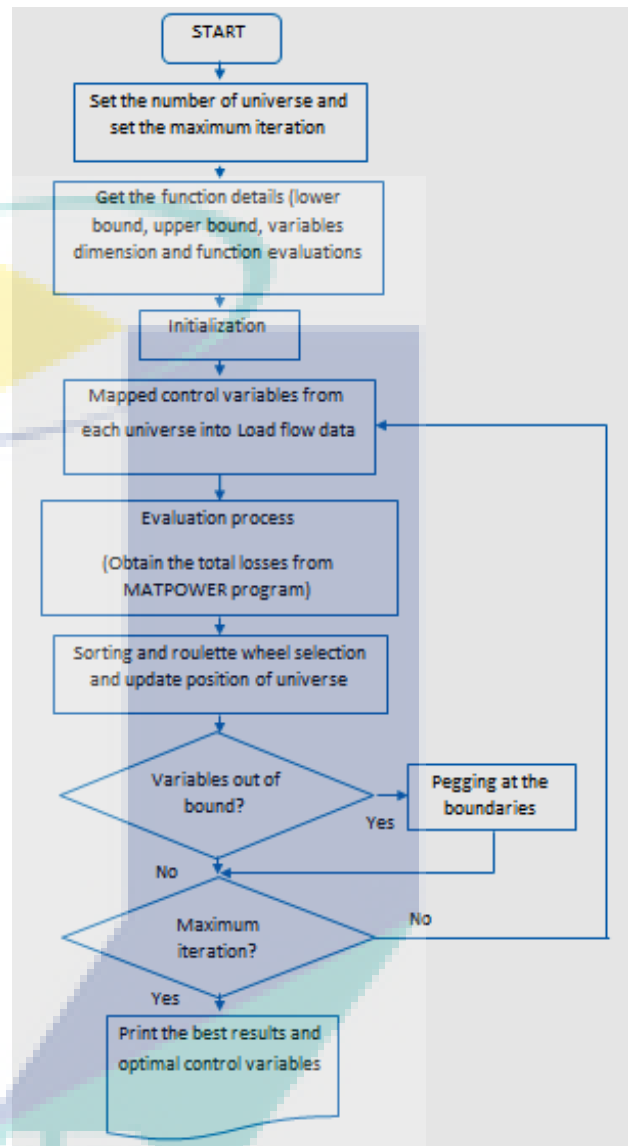 START
Set the number of universe and
set the maximum iteration
Get the function details (lower
bound, upper bound, variables
dimension and function evaluations
Initialization
Mapped control variables from
each universe into Load flow data
Evaluation process
(Obtain the total losses from
MATPOWER program)
Sorting and roulette wheel selection
and update position of universe
Variables out of
bound?
Yes
Pegging at the
boundaries
No
Maximum
iteration?
No
Yes
Print the best results and
optimal control variables